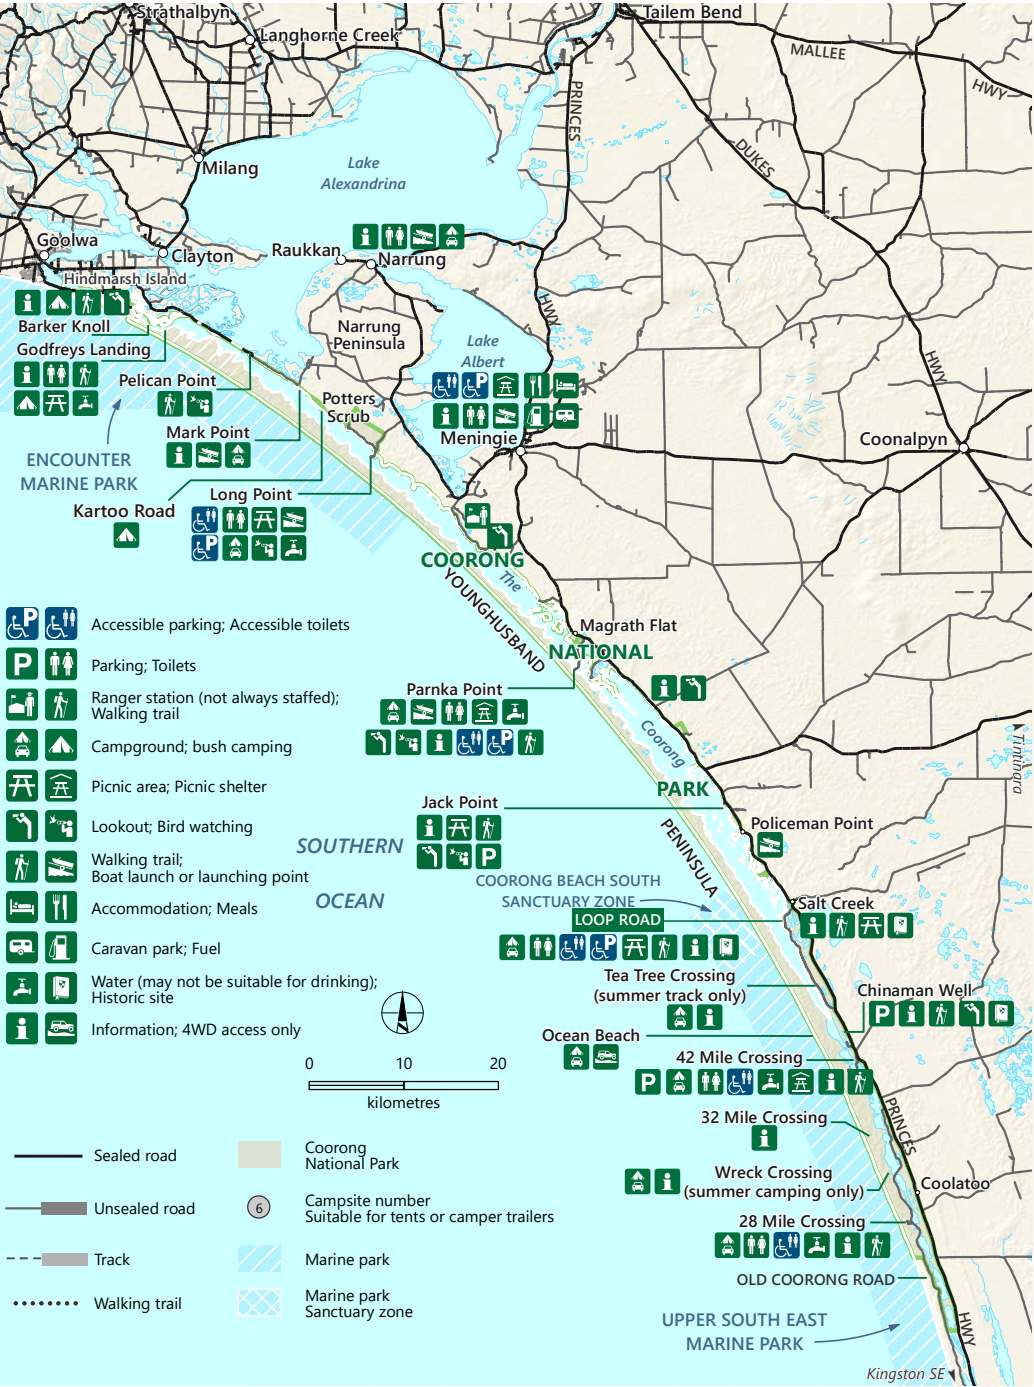 Strathalbyn
Langhorne Creek
Tailem Bend
MALLEE
HWY
PRINCES
DUKES
Lake
Alexandrina
Milang
Goolwa
Clayton
Raukkan
Narrung
Hindmarsh Island
HWY
Barker Knoll
Narrung
Peninsula
Lake
Albert
HWY
Godfreys Landing
Pelican Point
Potters
Scrub
Mark Point
Meningie
Coonalpyn
ENCOUNTER
MARINE PARK
Long Point
Kartoo Road
COORONG
The
YOUNGHUSBAND
Magrath Flat
NATIONAL
Accessible parking; Accessible toilets
Parking; Toilets
Ranger station (not always staffed);
Walking trail
Parnka Point
Campground; bush camping
Coorong
Tintinara
Picnic area; Picnic shelter
PARK
Jack Point
Lookout; Bird watching
Policeman Point
PENINSULA
SOUTHERN
OCEAN
Walking trail;
Boat launch or launching point
COORONG BEACH SOUTH
SANCTUARY ZONE
Accommodation; Meals
LOOP ROAD
Salt Creek
Caravan park; Fuel
Tea Tree Crossing
(summer track only)
Water (may not be suitable for drinking);
Historic site
Chinaman Well
Information; 4WD access only
Ocean Beach
42 Mile Crossing
0 10 20
kilometres
PRINCES
32 Mile Crossing
Sealed road
Coorong
National Park
Wreck Crossing
(summer camping only)
Coolatoo
Unsealed road
6
Campsite number
Suitable for tents or camper trailers
28 Mile Crossing
Track
Marine park
OLD COORONG ROAD
Walking trail
Marine park
Sanctuary zone
UPPER SOUTH EAST
MARINE PARK
HWY
Kingston SE